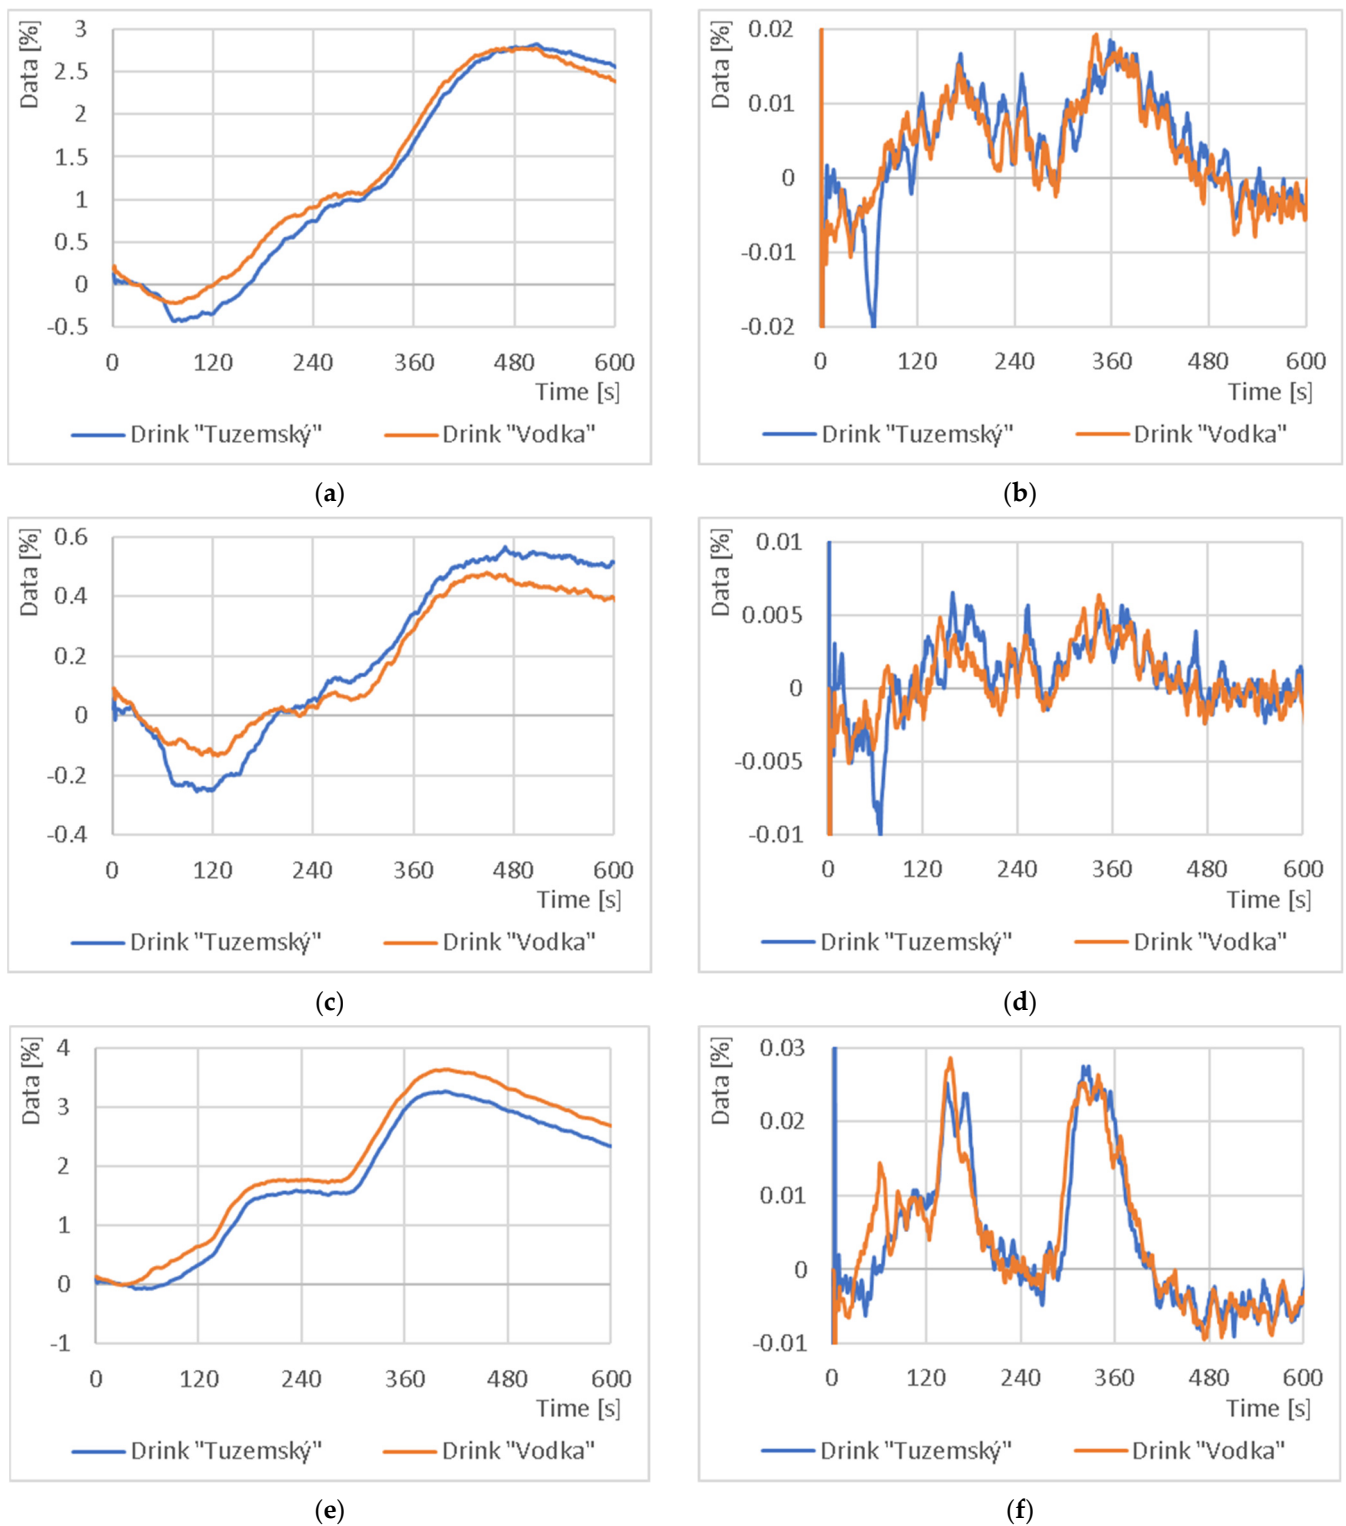 Data [%]
3
2.5
2
1.5
1
0.5
0
-0.5
0 120 240 360 480 600
Time [s]
Drink "Tuzemský" Drink "Vodka"
(a)
Data [%]
0.02
0.01
0
-0.01
-0.02
0 120 240 360 480 600
Time [s]
Drink "Tuzemský" Drink "Vodka"
(b)
Data [%]
0.6
0.4
0.2
0
-0.2
-0.4
0 120 240 360 480 600
Time [s]
Drink "Tuzemský" Drink "Vodka"
(c)
Data [%]
0.01
0.005
0
-0.005
-0.01
0 120 240 360 480 600
Time [s]
Drink "Tuzemský" Drink "Vodka"
(d)
Data [%]
4
3
2
1
0
-1
0 120 240 360 480 600
Time [s]
Drink "Tuzemský" Drink "Vodka"
(e)
Data [%]
0.03
0.02
0.01
0
-0.01
0 120 240 360 480 600
Time [s]
Drink "Tuzemský" Drink "Vodka"
(f)